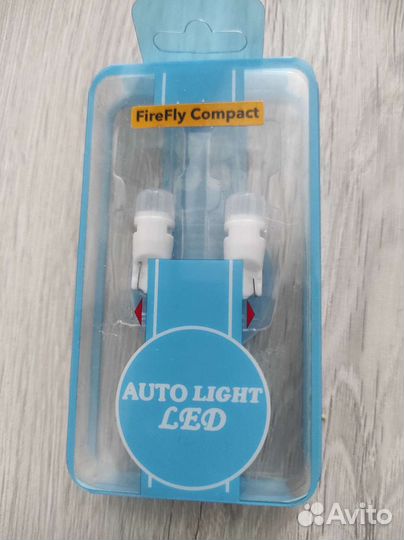 FireFly Compact
AUTO LIGHT
LED
Avito